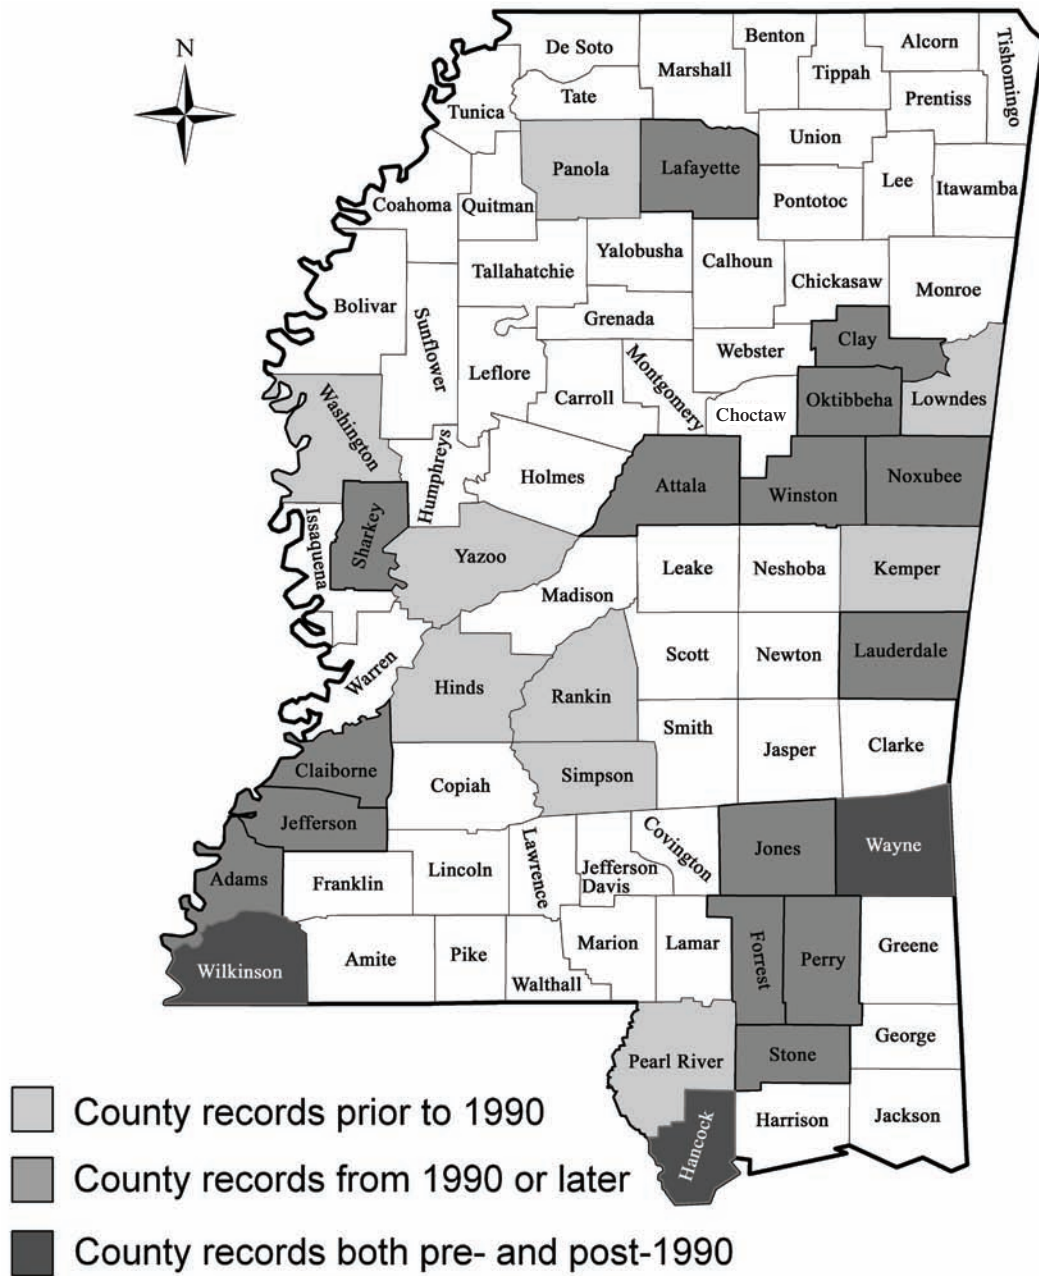 N
De Soto
Benton
Alcorn
Tishomingo
Marshall
Tippah
Tate
Prentiss
Tunica
Union
Panola
Lafayette
Lee
Itawamba
Coahoma
Quitman
Pontotoc
Yalobusha
Calhoun
Tallahatchie
Chickasaw
Monroe
Bolivar
Sunflower
Grenada
Clay
Webster
Leflore
Montgomery
Carroll
Choctaw
Oktibbeha
Lowndes
Washington
Humphreys
Holmes
Attala
Winston
Noxubee
Issaquena
Sharkey
Yazoo
Leake
Neshoba
Kemper
Madison
Warren
Scott
Newton
Lauderdale
Hinds
Rankin
Smith
Jasper
Clarke
Claiborne
Copiah
Simpson
Jefferson
Lawrence
Covington
Jones
Wayne
Adams
Franklin
Lincoln
Jefferson
Davis
Wilkinson
Amite
Pike
Walthall
Marion
Lamar
Forrest
Perry
Greene
Pearl River
Stone
George
Hancock
Harrison
Jackson
County records prior to 1990
County records from 1990 or later
County records both pre- and post-1990